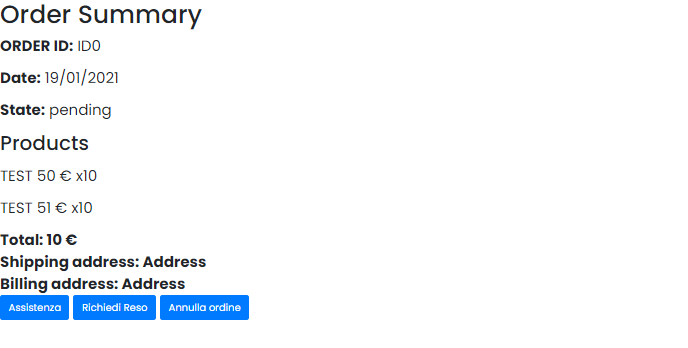 Order Summary
ORDER ID: ID0
Date: 19/01/2021
State: pending
Products
TEST 50 € x10
TEST 51 € x10
Total: 10 €
Shipping address: Address
Billing address: Address
Assistenza Richiedi Reso Annulla ordine